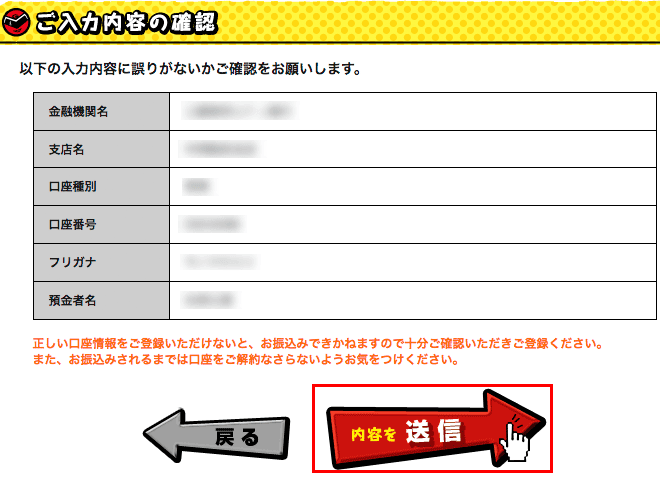 ご入力内容の確認
以下の入力内容に誤りがないかご確認をお願いします。
金融機関名
支店名
口座種別
口座番号
フリガナ
預金者名
正しい口座情報をご登録いただけないと、お振込みできかねますので十分ご確認いただきご登録ください。
また、お振込みされるまでは口座をご解約なさらないようお気をつけください。
戻る
内容を送信